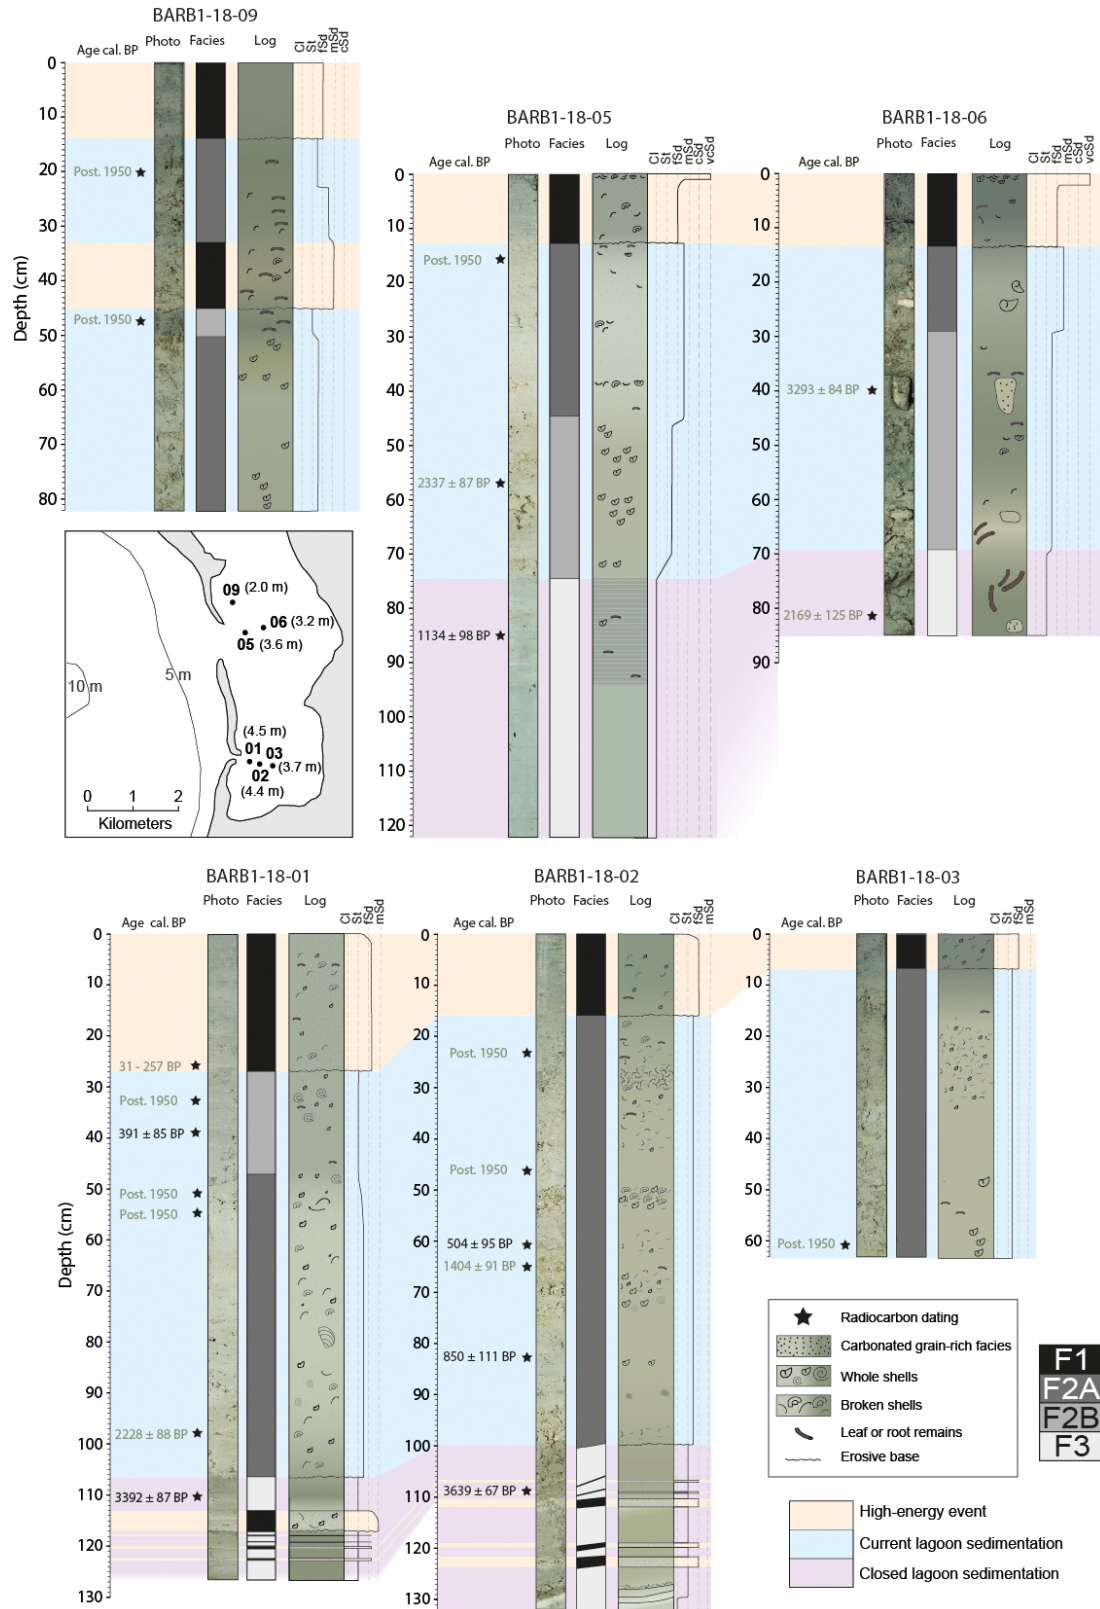 BARB1-18-09
Age cal. BP Photo Facies Log Cl St fSd mSd cSd
0
10
20
30
40
50
60
70
80
Depth (cm)
Post. 1950
Post. 1950
BARB1-18-05
Age cal. BP Photo Facies Log Cl St fSd mSd cSd vcSd
0
10
20
30
40
50
60
70
80
90
100
110
120
Post. 1950
2337 ± 87 BP
1134 ± 98 BP
BARB1-18-06
Age cal. BP Photo Facies Log Cl St fSd mSd cSd vcSd
0
10
20
30
40
50
60
70
80
90
3293 ± 84 BP
2169 ± 125 BP
09 (2.0 m)
06 (3.2 m)
05 (3.6 m)
5 m
10 m
(4.5 m)
01 03 (3.7 m)
02
(4.4 m)
0 1 2
Kilometers
BARB1-18-01
Age cal. BP Photo Facies Log Cl St fSd mSd
0
10
20
30
40
50
60
70
80
90
100
110
120
130
Depth (cm)
31 - 257 BP
Post. 1950
391 ± 85 BP
Post. 1950
Post. 1950
2228 ± 88 BP
3392 ± 87 BP
BARB1-18-02
Age cal. BP Photo Facies Log Cl St fSd mSd
0
10
20
30
40
50
60
70
80
90
100
110
120
130
Post. 1950
Post. 1950
504 ± 95 BP
1404 ± 91 BP
850 ± 111 BP
3639 ± 67 BP
BARB1-18-03
Age cal. BP Photo Facies Log Cl St fSd mSd
0
10
20
30
40
50
60
Post. 1950
Radiocarbon dating
Carbonated grain-rich facies
Whole shells
Broken shells
Leaf or root remains
Erosive base
F1
F2A
F2B
F3
High-energy event
Current lagoon sedimentation
Closed lagoon sedimentation